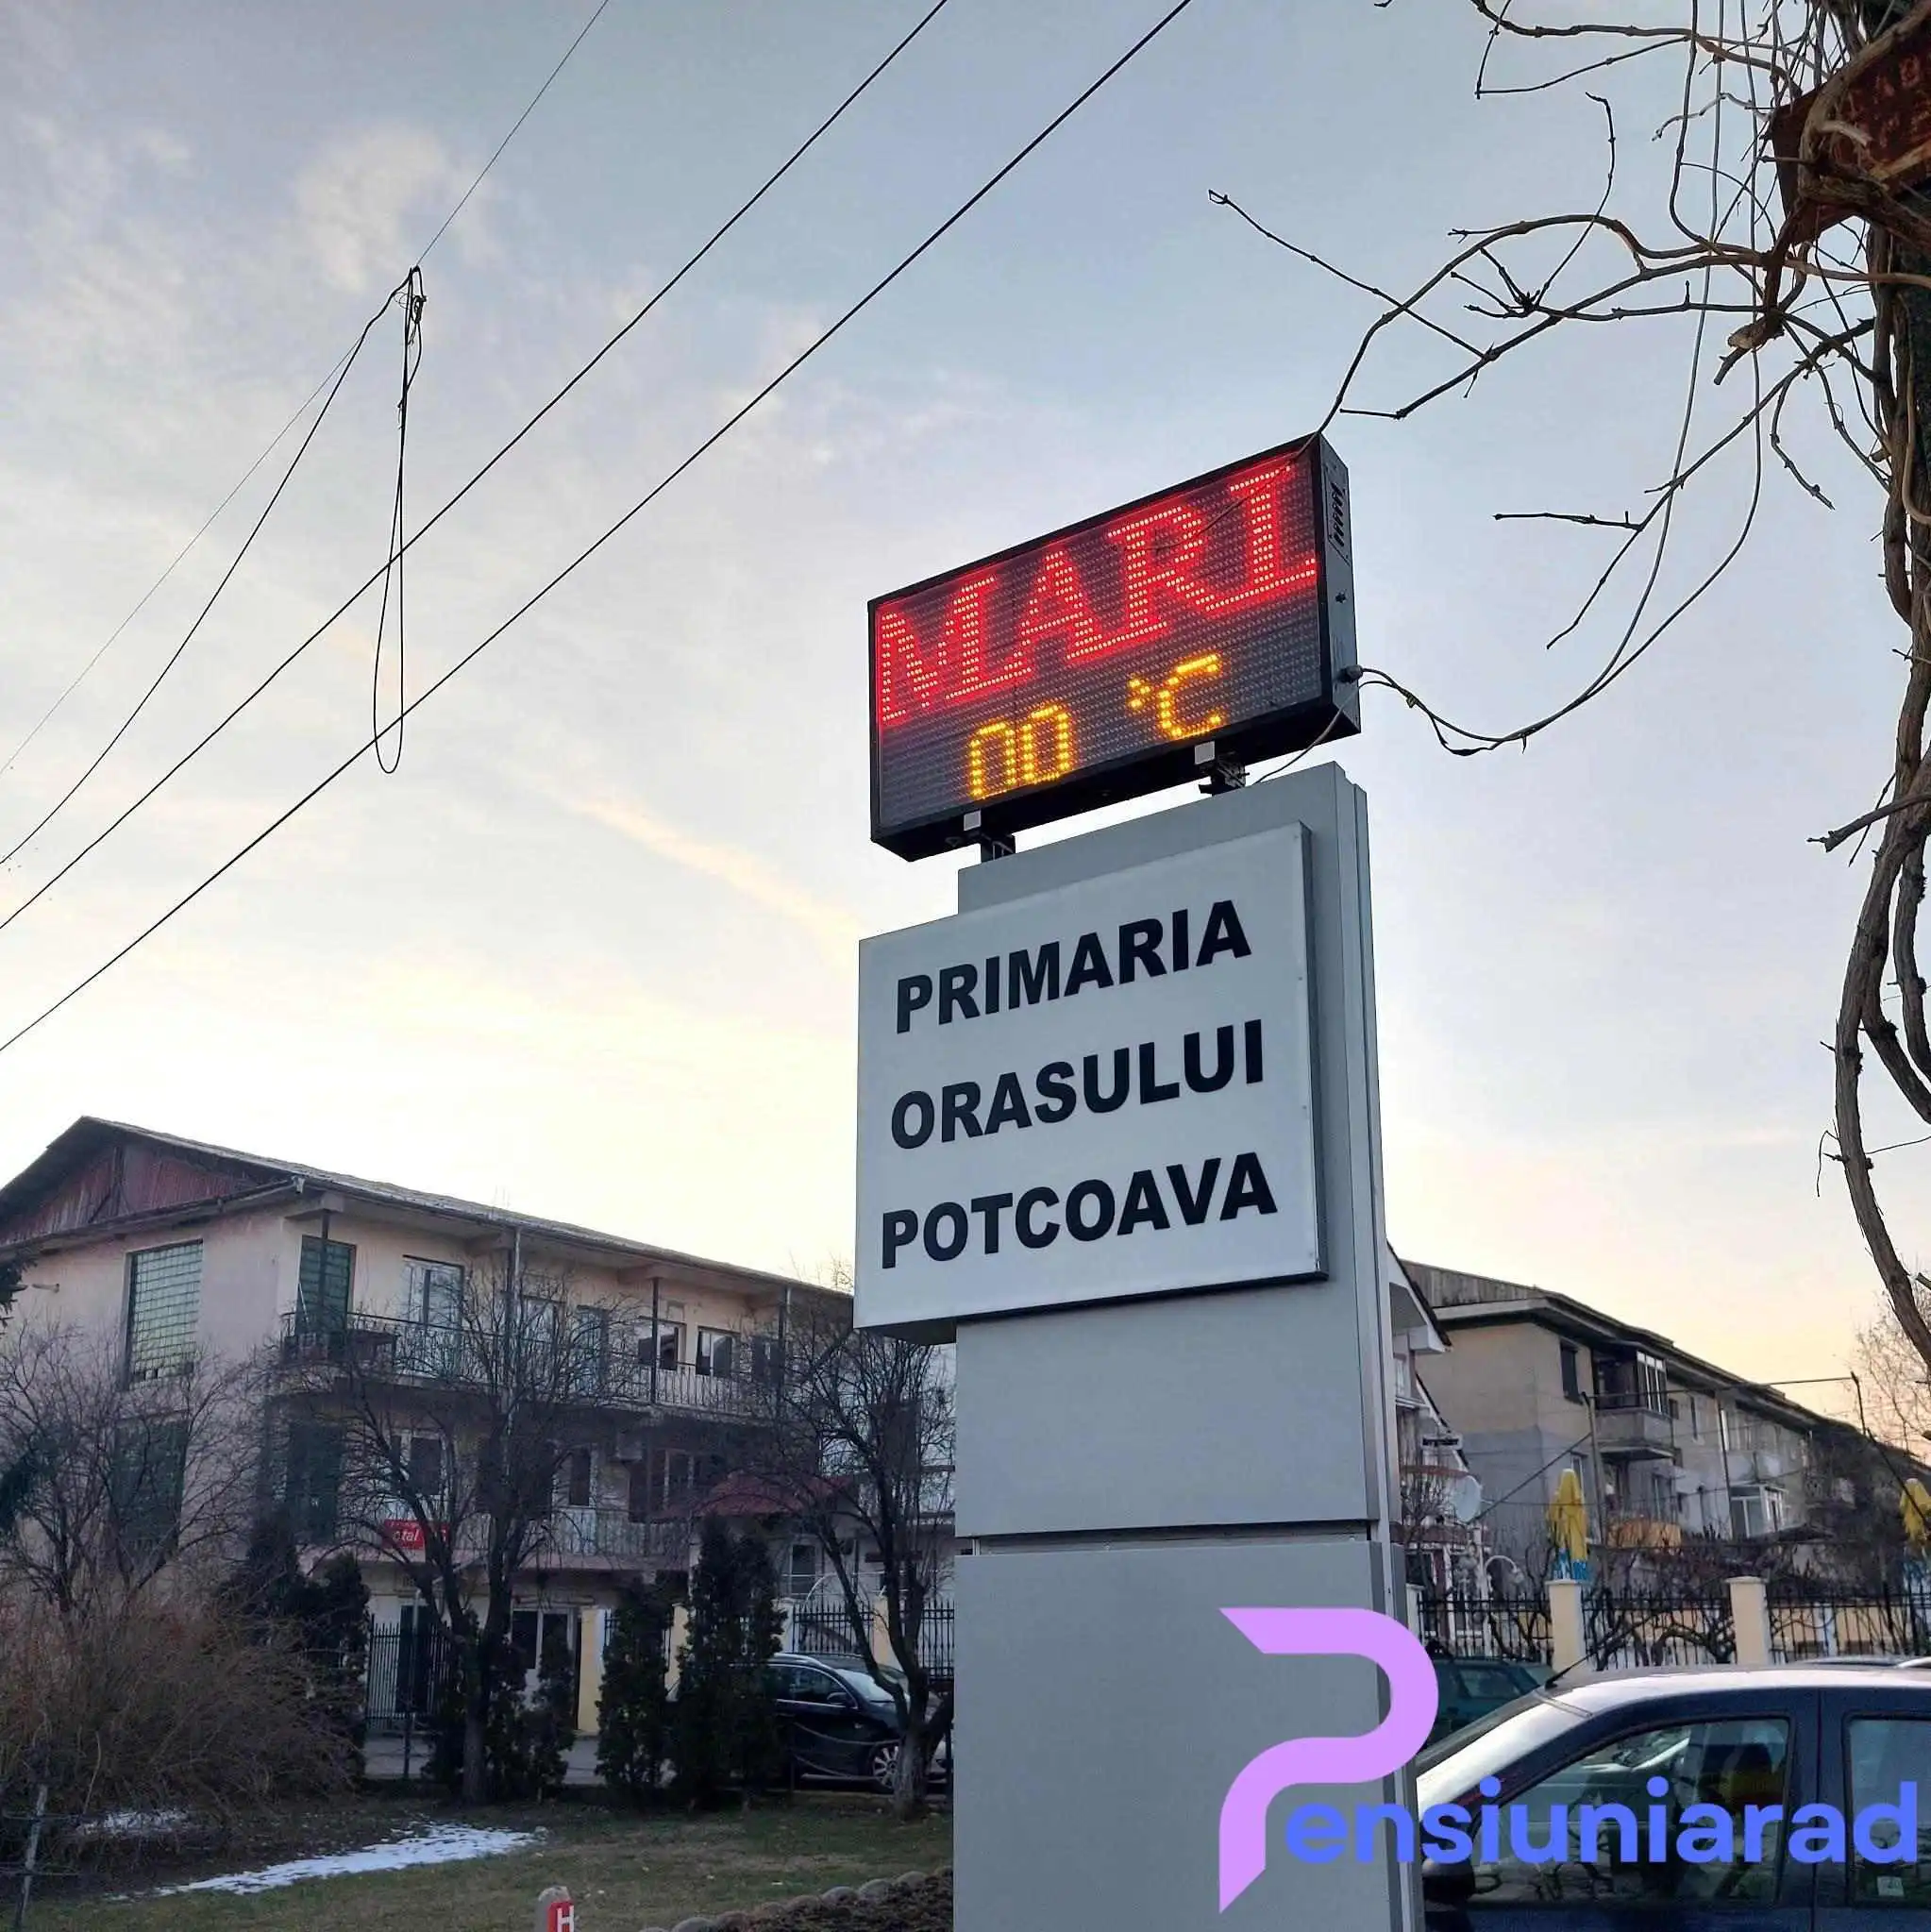 MARI
00 °C
PRIMARIA
ORASULUI
POTCOAVA
H
Pensiuniarad